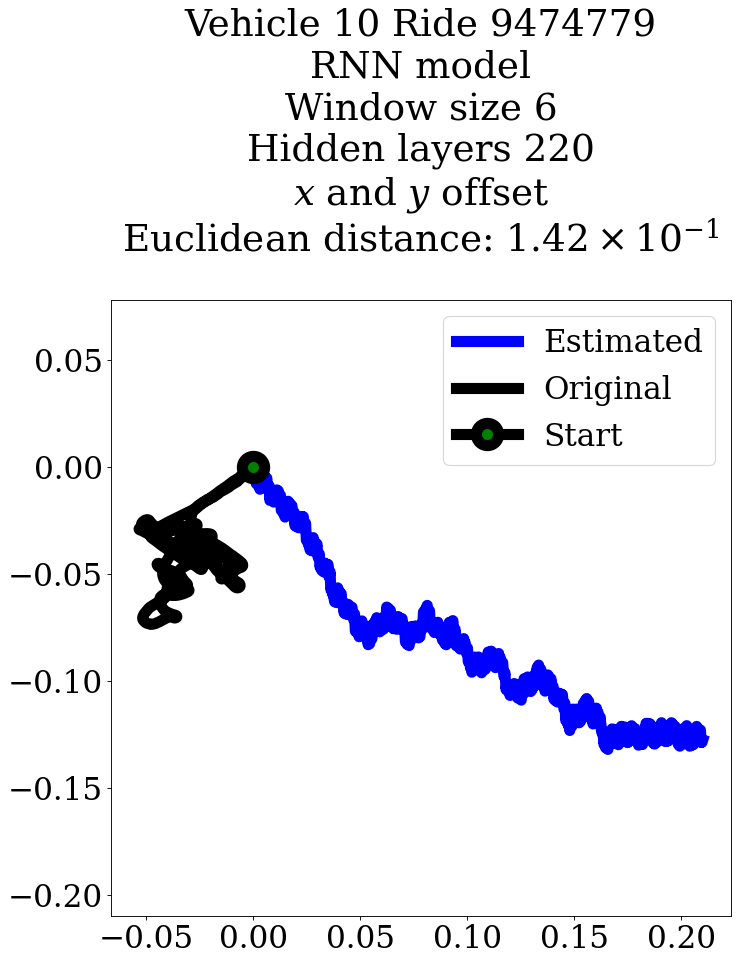 Vehicle 10 Ride 9474779
RNN model
Window size 6
Hidden layers 220
x and y offset
Euclidean distance: 1.42 × 10⁻¹
Estimated
Original
Start
0.05
0.00
−0.05
−0.10
−0.15
−0.20
−0.05 0.00 0.05 0.10 0.15 0.20